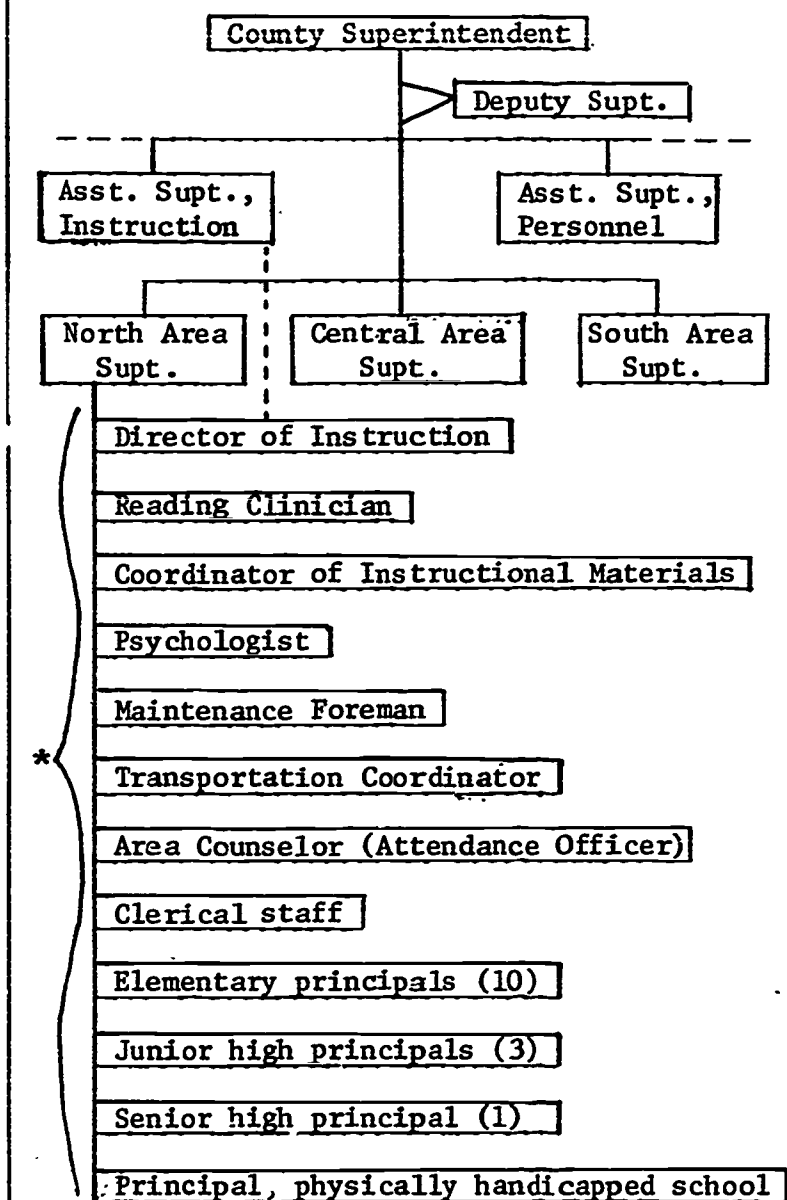 County Superintendent
Deputy Supt.
Asst. Supt.,
Instruction
Asst. Supt.,
Personnel
North Area
Supt.
Central Area
Supt.
South Area
Supt.
Director of Instruction
Reading Clinician
Coordinator of Instructional Materials
Psychologist
Maintenance Foreman
*
Transportation Coordinator
Area Counselor (Attendance Officer)
Clerical staff
Elementary principals (10)
Junior high principals (3)
Senior high principal (1)
Principal, physically handicapped school